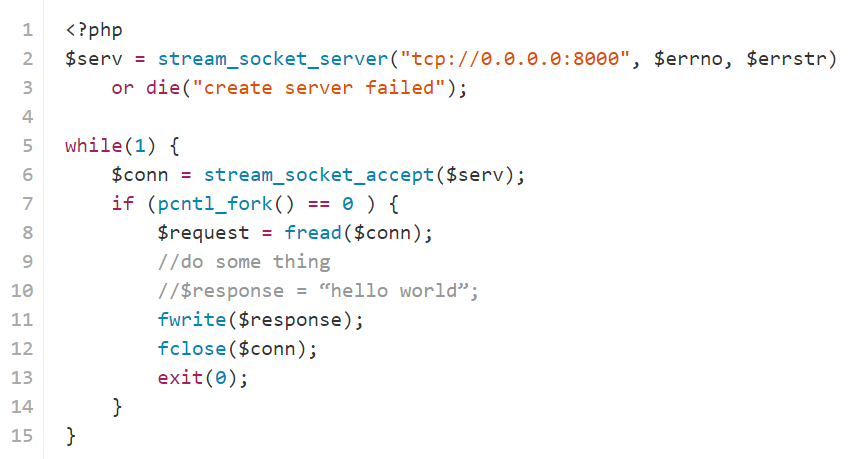 1 <?php
2 $serv = stream_socket_server("tcp://0.0.0.0:8000", $errno, $errstr)
3     or die("create server failed");
4
5 while(1) {
6     $conn = stream_socket_accept($serv);
7     if (pcntl_fork() == 0 ) {
8         $request = fread($conn);
9         //do some thing
10         //$response = “hello world”;
11         fwrite($response);
12         fclose($conn);
13         exit(0);
14     }
15 }